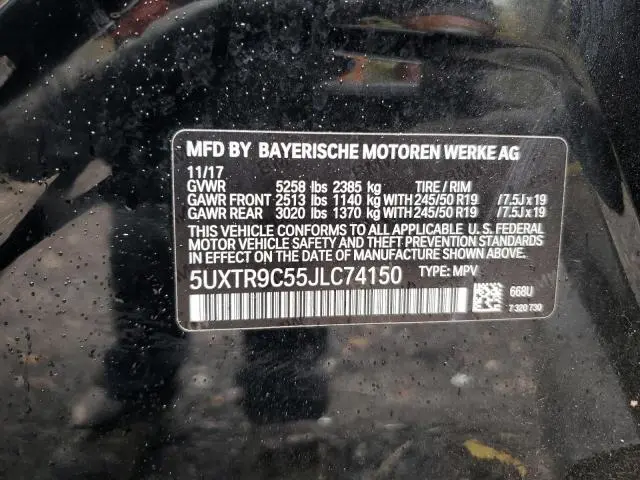 MFD BY BAYERISCHE MOTOREN WERKE AG
11/17
GVWR 5258 lbs 2385 kg TIRE / RIM
GAWR FRONT 2513 lbs 1140 kg WITH 245/50 R19 /7.5J x 19
GAWR REAR 3020 lbs 1370 kg WITH 245/50 R19 /7.5J x 19
THIS VEHICLE CONFORMS TO ALL APPLICABLE U. S. FEDERAL
MOTOR VEHICLE SAFETY AND THEFT PREVENTION STANDARDS
IN EFFECT ON THE DATE OF MANUFACTURE SHOWN ABOVE.
5UXTR9C55JLC74150 TYPE: MPV
668U
7 320 730